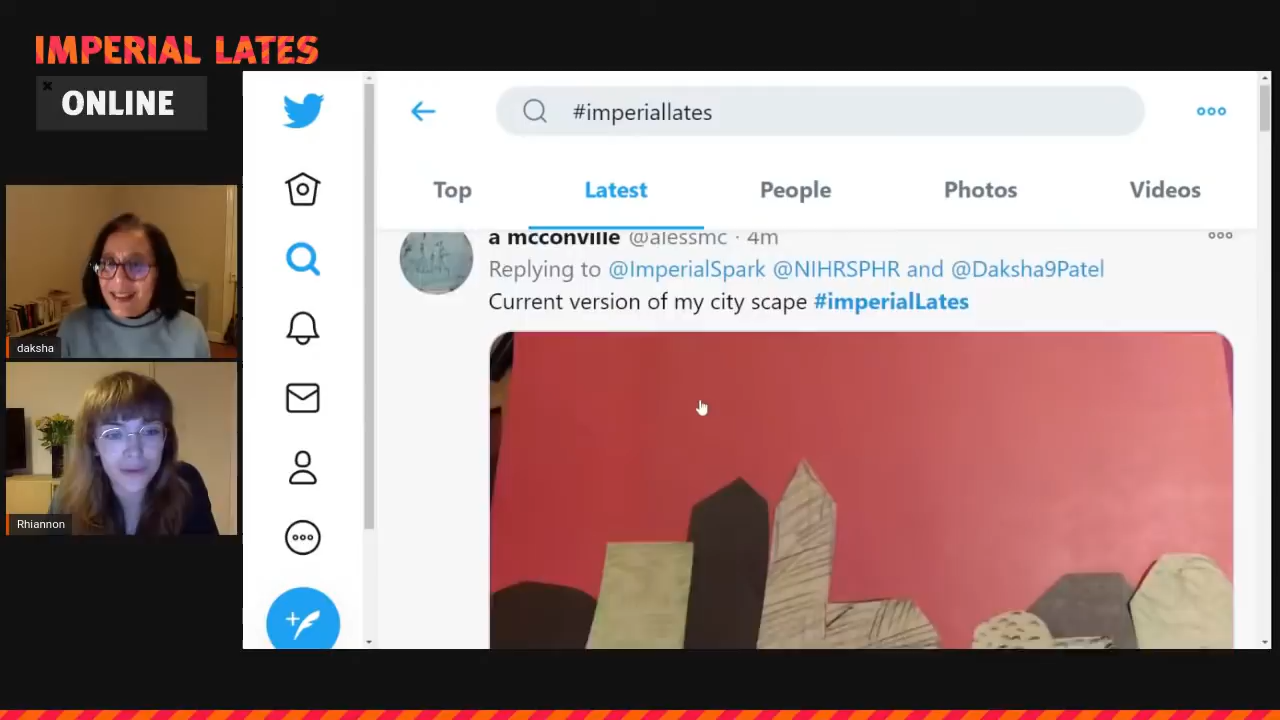 IMPERIAL LATES
ONLINE
#imperiallates
Top Latest People Photos Videos
a mcconville @alessmc · 4m
Replying to @ImperialSpark @NIHRSPHR and @Daksha9Patel
Current version of my city scape #imperialLates
daksha
Rhiannon